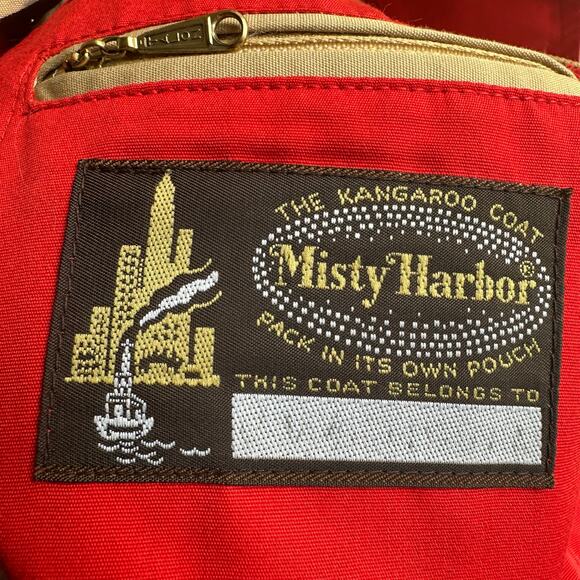 THE KANGAROO COAT
Misty Harbor®
PACK IN ITS OWN POUCH
THIS COAT BELONGS TO